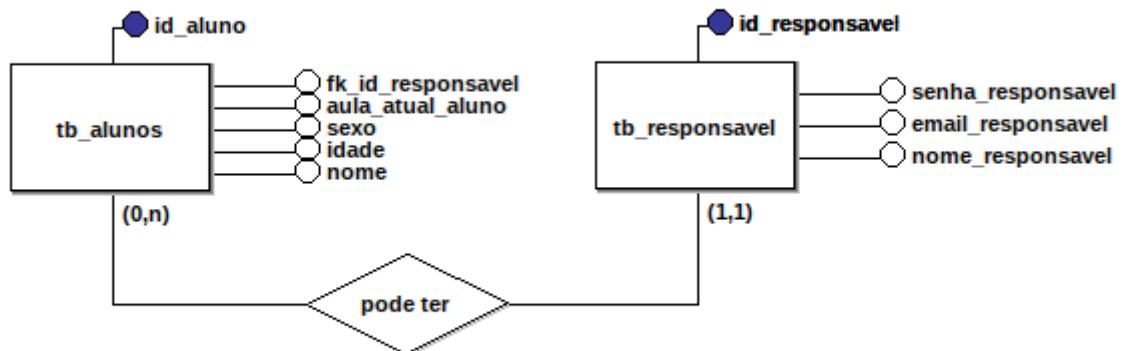 id_aluno
tb_alunos
fk_id_responsavel
aula_atual_aluno
sexo
idade
nome
(0,n)
id_responsavel
tb_responsavel
senha_responsavel
email_responsavel
nome_responsavel
(1,1)
pode ter